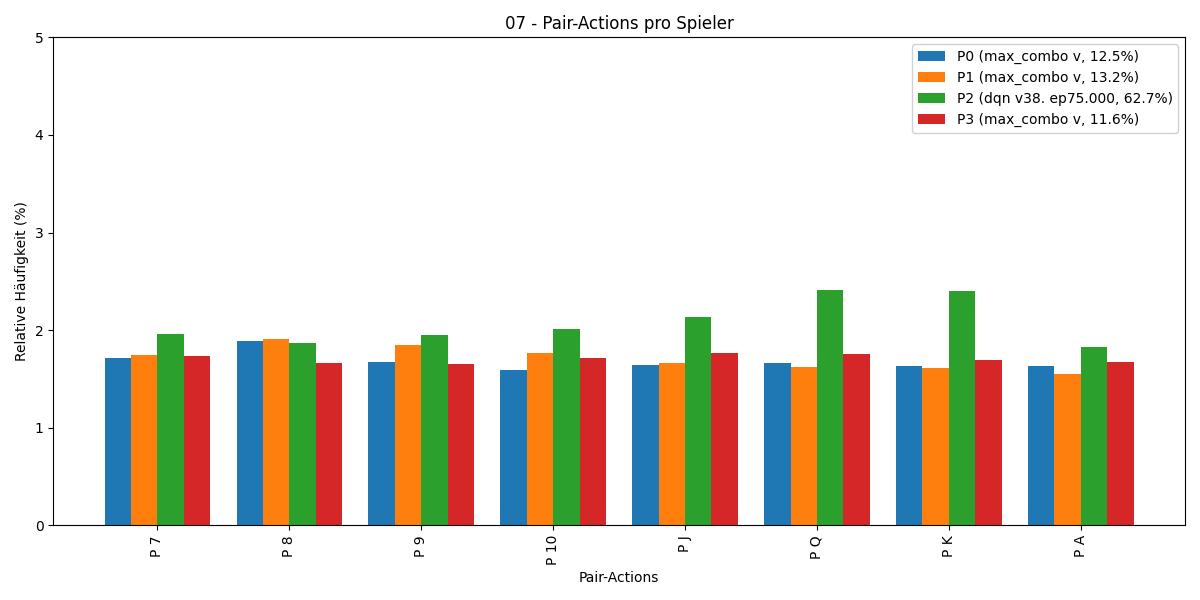 07 - Pair-Actions pro Spieler
P0 (max_combo v, 12.5%)
P1 (max_combo v, 13.2%)
P2 (dqn v38. ep75.000, 62.7%)
P3 (max_combo v, 11.6%)
Relative Häufigkeit (%)
5
4
3
2
1
0
P 7
P 8
P 9
P 10
P J
P Q
P K
P A
Pair-Actions